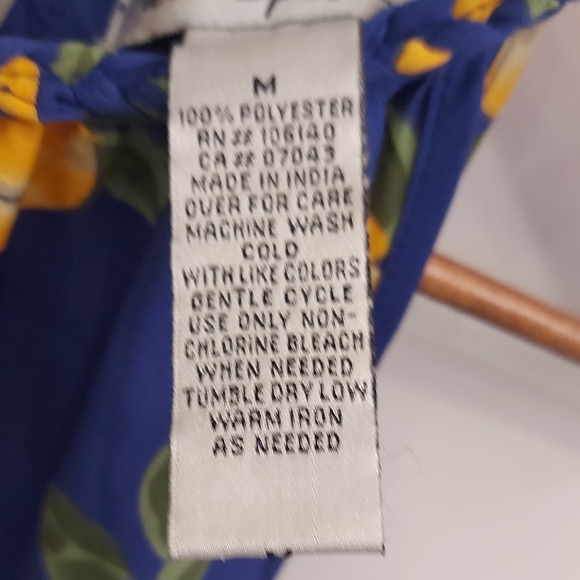 M
100% POLYESTER
RN ## 106140
CA ## 07043
MADE IN INDIA
OVER FOR CARE
MACHINE WASH
COLD
WITH LIKE COLORS
GENTLE CYCLE
USE ONLY NON-
CHLORINE BLEACH
WHEN NEEDED
TUMBLE DRY LOW
WARM IRON
AS NEEDED